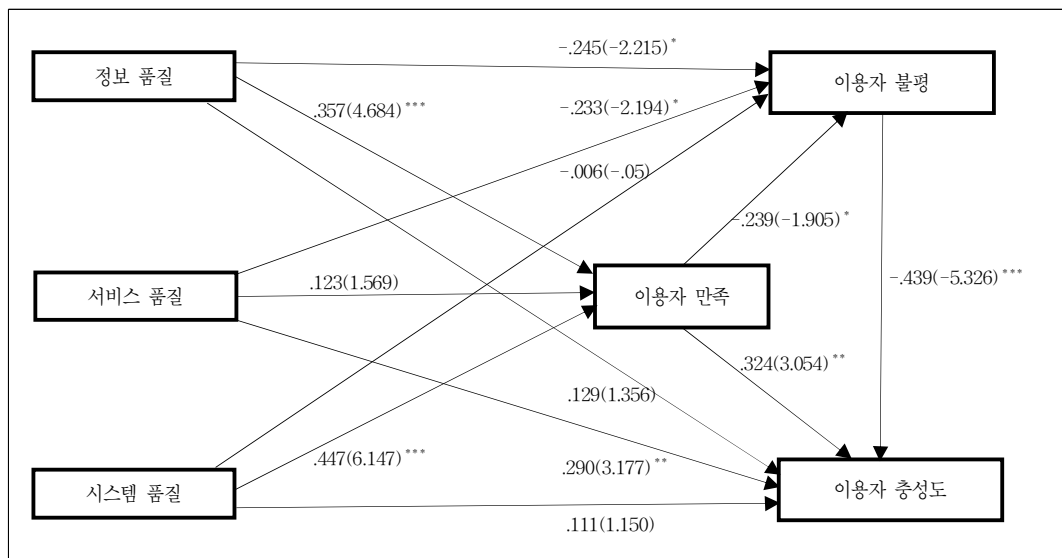 정보 품질
-.245(-2.215)*
이용자 불평
.357(4.684)***
-.233(-2.194)*
-.006(-.05)
-.239(-1.905)*
서비스 품질
.123(1.569)
이용자 만족
-.439(-5.326)***
.324(3.054)**
.129(1.356)
시스템 품질
.447(6.147)***
.290(3.177)**
이용자 충성도
.111(1.150)